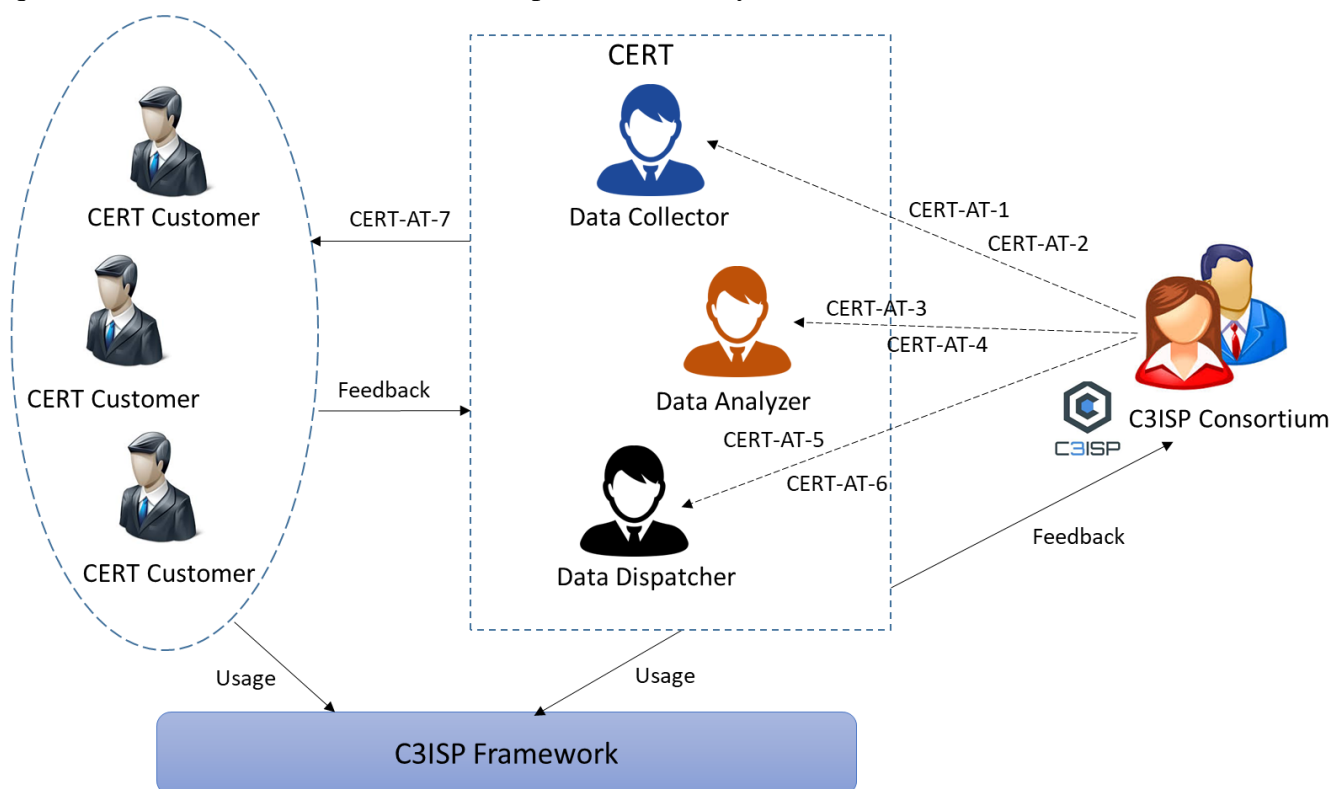 CERT
CERT Customer
CERT-AT-7
Data Collector
CERT-AT-1
CERT-AT-2
CERT Customer
Feedback
Data Analyzer
CERT-AT-3
CERT-AT-4
C3ISP
C3ISP Consortium
CERT Customer
Data Dispatcher
CERT-AT-5
CERT-AT-6
Feedback
Usage
Usage
C3ISP Framework